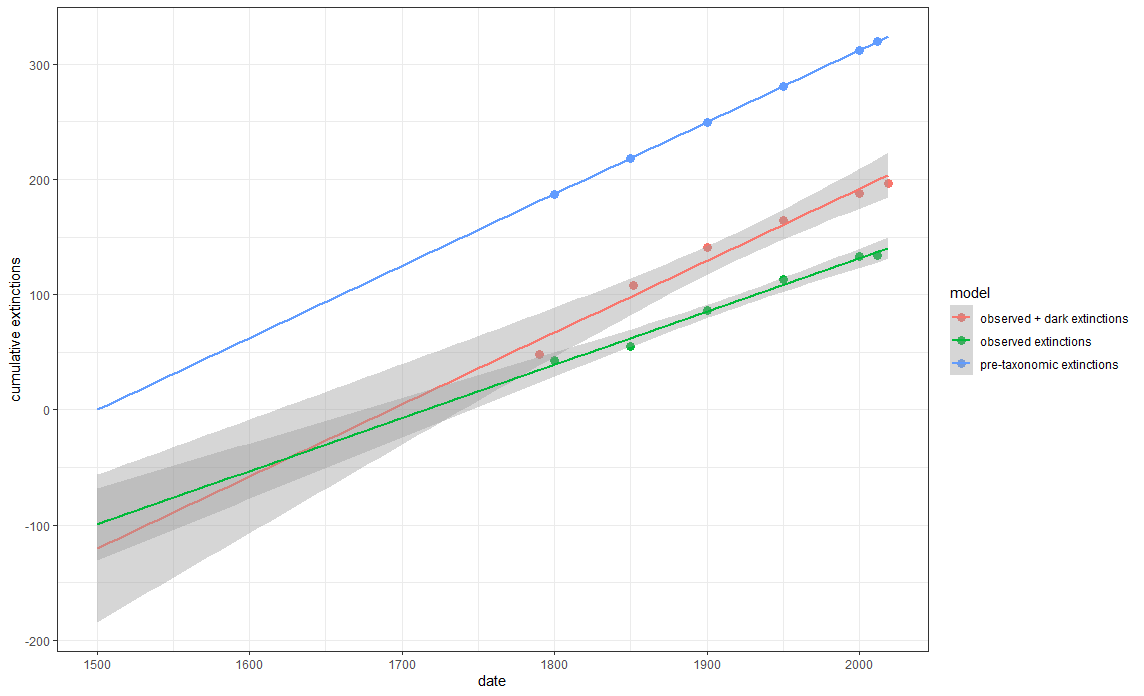 cumulative extinctions
300
200
100
0
-100
-200
1500
1600
1700
1800
1900
2000
date
model
observed + dark extinctions
observed extinctions
pre-taxonomic extinctions